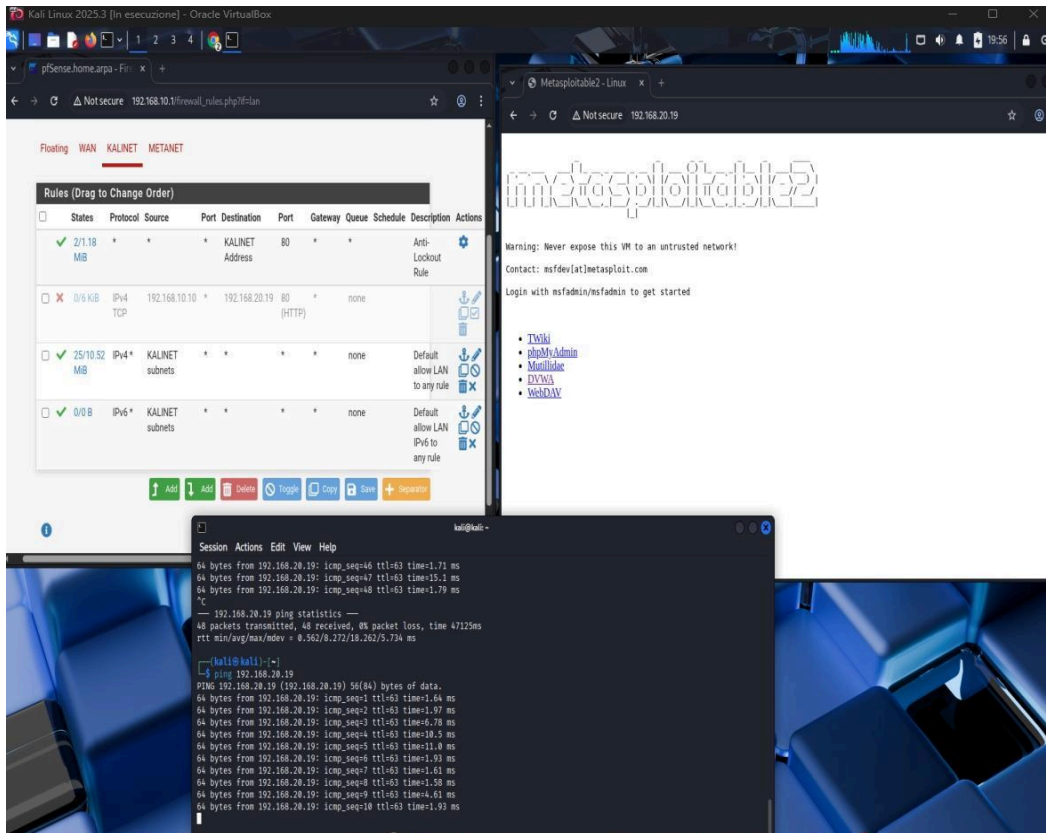 Kali Linux 2025.3 [In esecuzione] - Oracle VirtualBox
1 2 3 4
19:56
pfSense.home.arpa - Fire
Not secure 192.168.10.1/firewall_rules.php?if=lan
Floating WAN KALINET METANET
Rules (Drag to Change Order)
States Protocol Source Port Destination Port Gateway Queue Schedule Description Actions
2/1.18 MiB * * * KALINET Address 80 * * Anti-Lockout Rule
0/6 KiB IPv4 TCP 192.168.10.10 * 192.168.20.19 80 (HTTP) * none
25/10.52 MiB IPv4 * KALINET subnets * * * * none Default allow LAN to any rule
0/0 B IPv6 * KALINET subnets * * * * none Default allow LAN IPv6 to any rule
Add Add Delete Toggle Copy Save Separator
Metasploitable2 - Linux
Not secure 192.168.20.19
metasploitable2
Warning: Never expose this VM to an untrusted network!
Contact: msfdev[at]metasploit.com
Login with msfadmin/msfadmin to get started
TWiki
phpMyAdmin
Mutillidae
DVWA
WebDAV
kali@kali: ~
Session Actions Edit View Help
64 bytes from 192.168.20.19: icmp_seq=46 ttl=63 time=1.71 ms
64 bytes from 192.168.20.19: icmp_seq=47 ttl=63 time=15.1 ms
64 bytes from 192.168.20.19: icmp_seq=48 ttl=63 time=1.79 ms
^C
— 192.168.20.19 ping statistics —
48 packets transmitted, 48 received, 0% packet loss, time 47125ms
rtt min/avg/max/mdev = 0.562/8.272/18.262/5.734 ms
(kali㉿kali)-[~]
$ ping 192.168.20.19
PING 192.168.20.19 (192.168.20.19) 56(84) bytes of data.
64 bytes from 192.168.20.19: icmp_seq=1 ttl=63 time=1.64 ms
64 bytes from 192.168.20.19: icmp_seq=2 ttl=63 time=1.97 ms
64 bytes from 192.168.20.19: icmp_seq=3 ttl=63 time=6.78 ms
64 bytes from 192.168.20.19: icmp_seq=4 ttl=63 time=10.5 ms
64 bytes from 192.168.20.19: icmp_seq=5 ttl=63 time=11.0 ms
64 bytes from 192.168.20.19: icmp_seq=6 ttl=63 time=1.93 ms
64 bytes from 192.168.20.19: icmp_seq=7 ttl=63 time=1.61 ms
64 bytes from 192.168.20.19: icmp_seq=8 ttl=63 time=1.58 ms
64 bytes from 192.168.20.19: icmp_seq=9 ttl=63 time=4.61 ms
64 bytes from 192.168.20.19: icmp_seq=10 ttl=63 time=1.93 ms